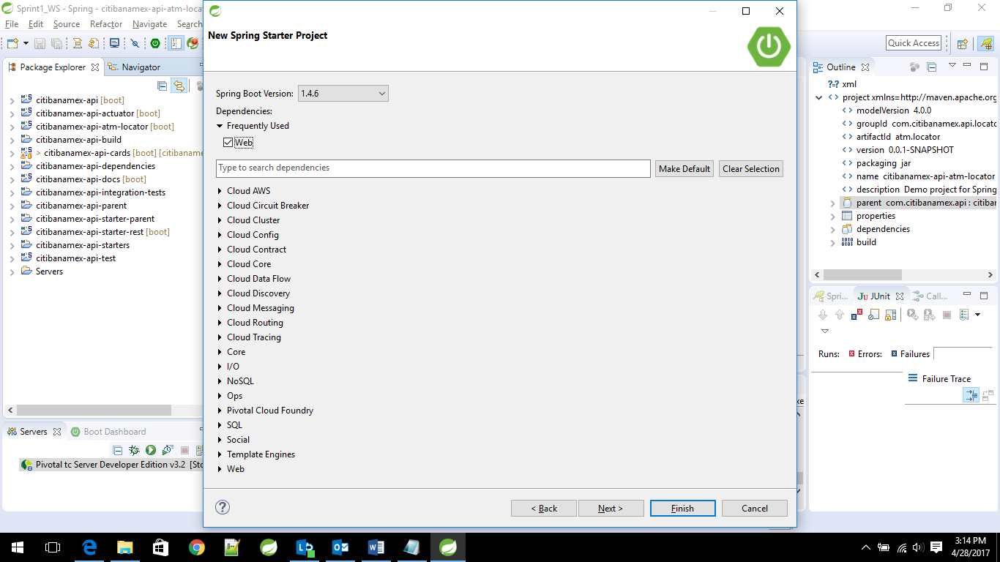 Sprint1_WS - Spring - citibanamex-api-atm-locat
File Edit Source Refactor Navigate Search
Quick Access
Package Explorer
Navigator
citibanamex-api [boot]
citibanamex-api-actuator [boot]
citibanamex-api-atm-locator [boot]
citibanamex-api-build
> citibanamex-api-cards [boot] [citibaname
citibanamex-api-dependencies
citibanamex-api-docs [boot]
citibanamex-api-integration-tests
citibanamex-api-parent
citibanamex-api-starter-parent
citibanamex-api-starter-rest [boot]
citibanamex-api-starters
citibanamex-api-test
Servers
Servers
Boot Dashboard
Pivotal tc Server Developer Edition v3.2 [Sto
New Spring Starter Project
Spring Boot Version: 1.4.6
Dependencies:
Frequently Used
Web
Type to search dependencies
Make Default
Clear Selection
Cloud AWS
Cloud Circuit Breaker
Cloud Cluster
Cloud Config
Cloud Contract
Cloud Core
Cloud Data Flow
Cloud Discovery
Cloud Messaging
Cloud Routing
Cloud Tracing
Core
I/O
NoSQL
Ops
Pivotal Cloud Foundry
SQL
Social
Template Engines
Web
< Back
Next >
Finish
Cancel
Outline
?=? xml
project xmlns=http://maven.apache.org
modelVersion 4.0.0
groupId com.citibanamex.api.locato
artifactId atm.locator
version 0.0.1-SNAPSHOT
packaging jar
name citibanamex-api-atm-locator
description Demo project for Spring
parent com.citibanamex.api : citibar
properties
dependencies
build
Spri...
JUnit
Call...
Runs:
Errors:
Failures
Failure Trace
3:14 PM
4/28/2017